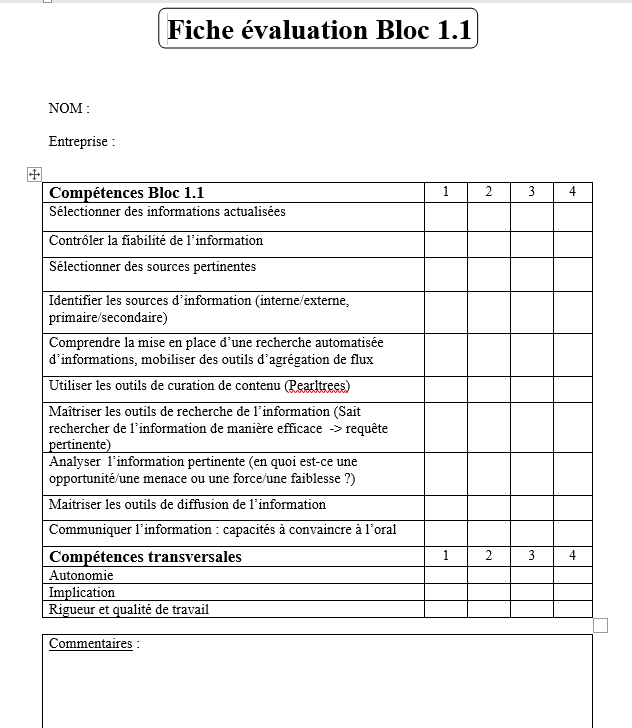 Fiche évaluation Bloc 1.1
NOM :
Entreprise :
Compétences Bloc 1.1 1 2 3 4
Sélectionner des informations actualisées
Contrôler la fiabilité de l’information
Sélectionner des sources pertinentes
Identifier les sources d’information (interne/externe,
primaire/secondaire)
Comprendre la mise en place d’une recherche automatisée
d’informations, mobiliser des outils d’agrégation de flux
Utiliser les outils de curation de contenu (Pearltrees)
Maîtriser les outils de recherche de l’information (Sait
rechercher de l’information de manière efficace -> requête
pertinente)
Analyser l’information pertinente (en quoi est-ce une
opportunité/une menace ou une force/une faiblesse ?)
Maitriser les outils de diffusion de l’information
Communiquer l’information : capacités à convaincre à l’oral
Compétences transversales 1 2 3 4
Autonomie
Implication
Rigueur et qualité de travail
Commentaires :